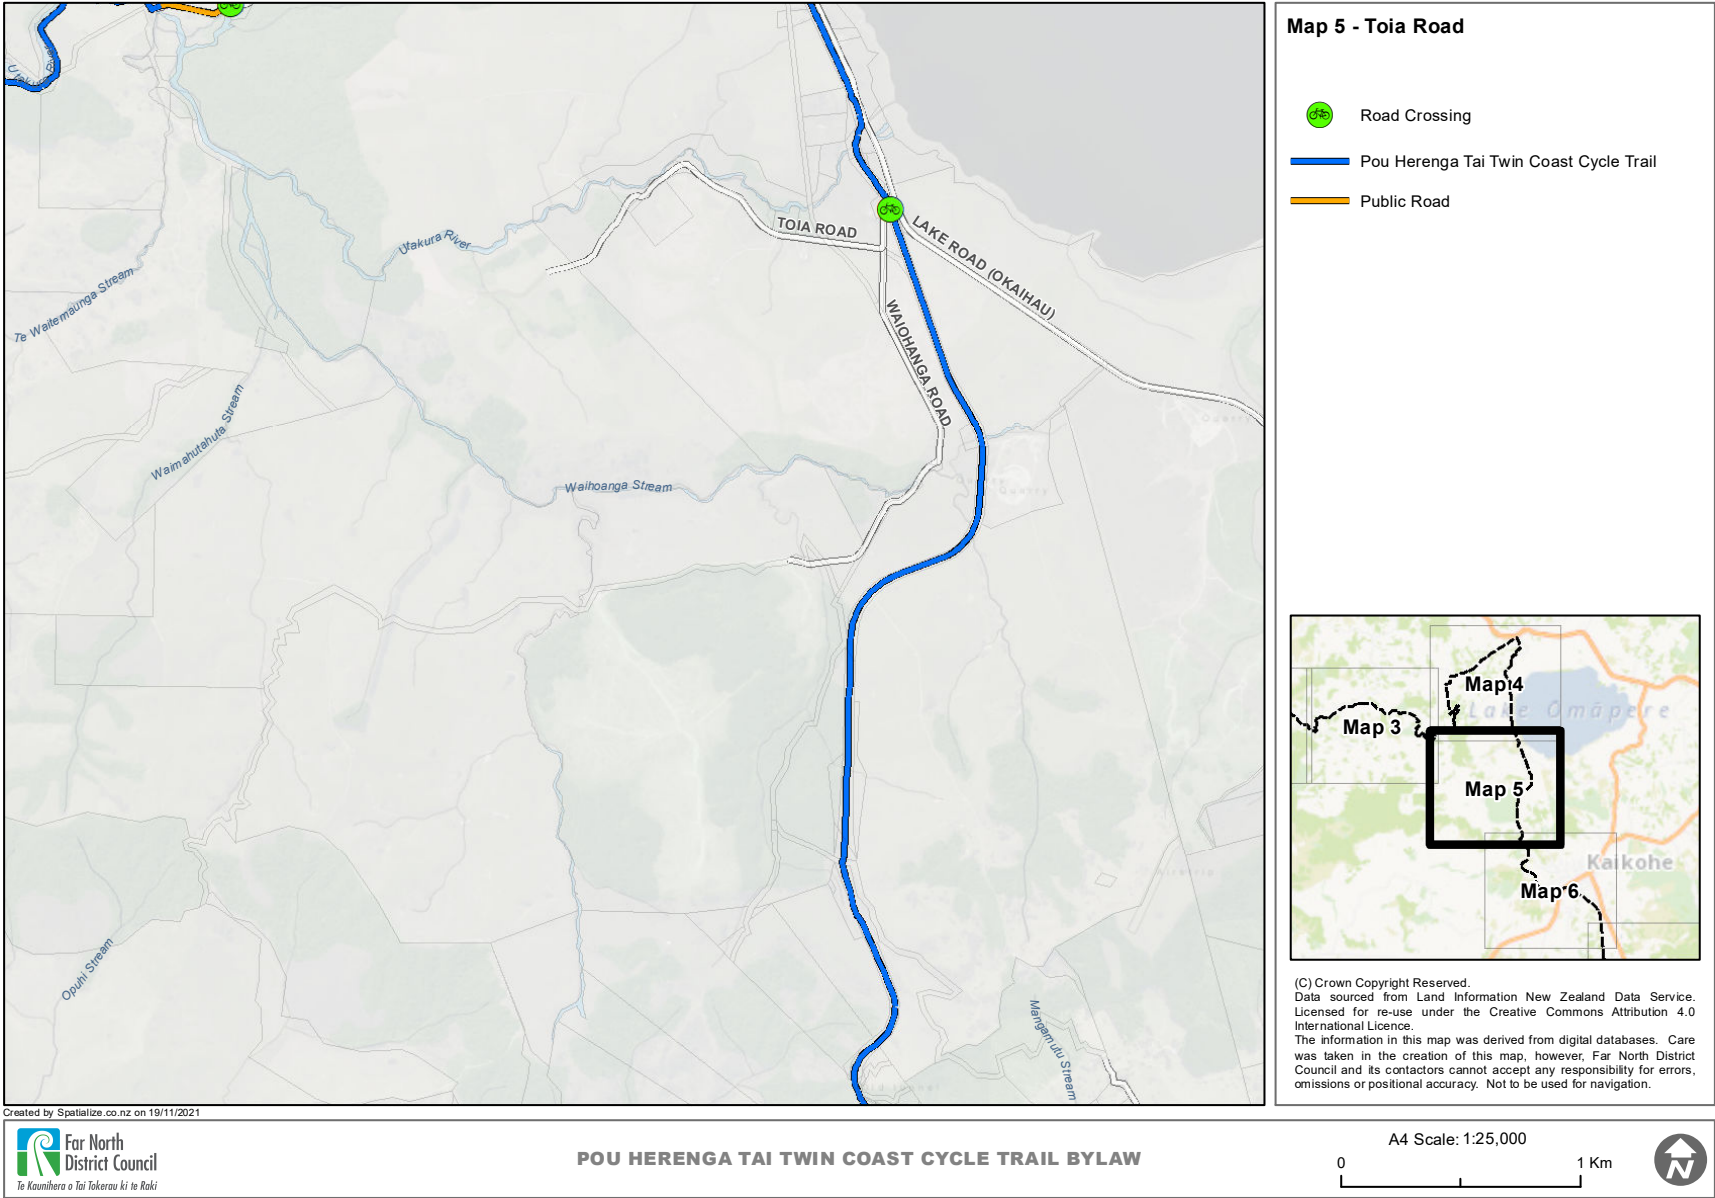 Map 5 - Toia Road
Road Crossing
Pou Herenga Tai Twin Coast Cycle Trail
Public Road
Utakura River
TOIA ROAD
LAKE ROAD (OKAIHAU)
WAIOHANGA ROAD
Te Waitemaunga Stream
Waimahutahuta Stream
Waihoanga Stream
Quarry
Opuhi Stream
Mangamutu Stream
Map 4
Lake Ōmāpere
Map 3
Map 5
Kaikohe
Map 6
(C) Crown Copyright Reserved.
Data sourced from Land Information New Zealand Data Service.
Licensed for re-use under the Creative Commons Attribution 4.0
International Licence.
The information in this map was derived from digital databases. Care
was taken in the creation of this map, however, Far North District
Council and its contactors cannot accept any responsibility for errors,
omissions or positional accuracy. Not to be used for navigation.
Created by Spatialize.co.nz on 19/11/2021
Far North
District Council
Te Kaunihera o Tai Tokerau ki te Raki
POU HERENGA TAI TWIN COAST CYCLE TRAIL BYLAW
A4 Scale: 1:25,000
0 1 Km
N